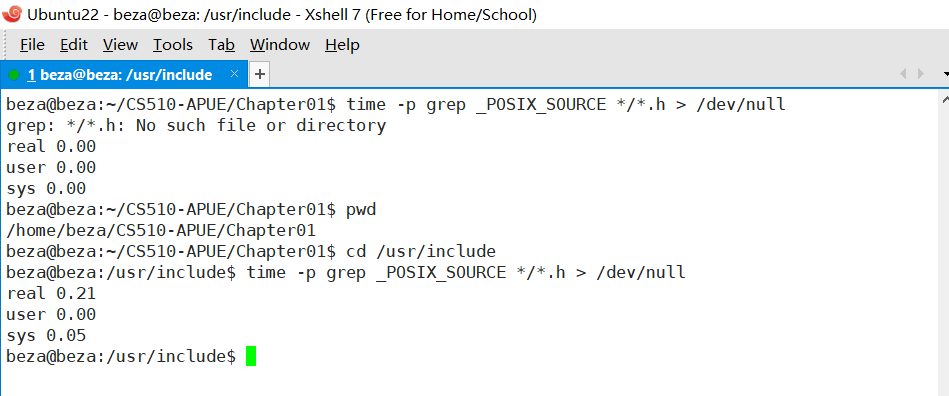 Ubuntu22 - beza@beza: /usr/include - Xshell 7 (Free for Home/School)
File Edit View Tools Tab Window Help
1 beza@beza: /usr/include × +
beza@beza:~/CS510-APUE/Chapter01$ time -p grep _POSIX_SOURCE */*.h > /dev/null
grep: */*.h: No such file or directory
real 0.00
user 0.00
sys 0.00
beza@beza:~/CS510-APUE/Chapter01$ pwd
/home/beza/CS510-APUE/Chapter01
beza@beza:~/CS510-APUE/Chapter01$ cd /usr/include
beza@beza:/usr/include$ time -p grep _POSIX_SOURCE */*.h > /dev/null
real 0.21
user 0.00
sys 0.05
beza@beza:/usr/include$